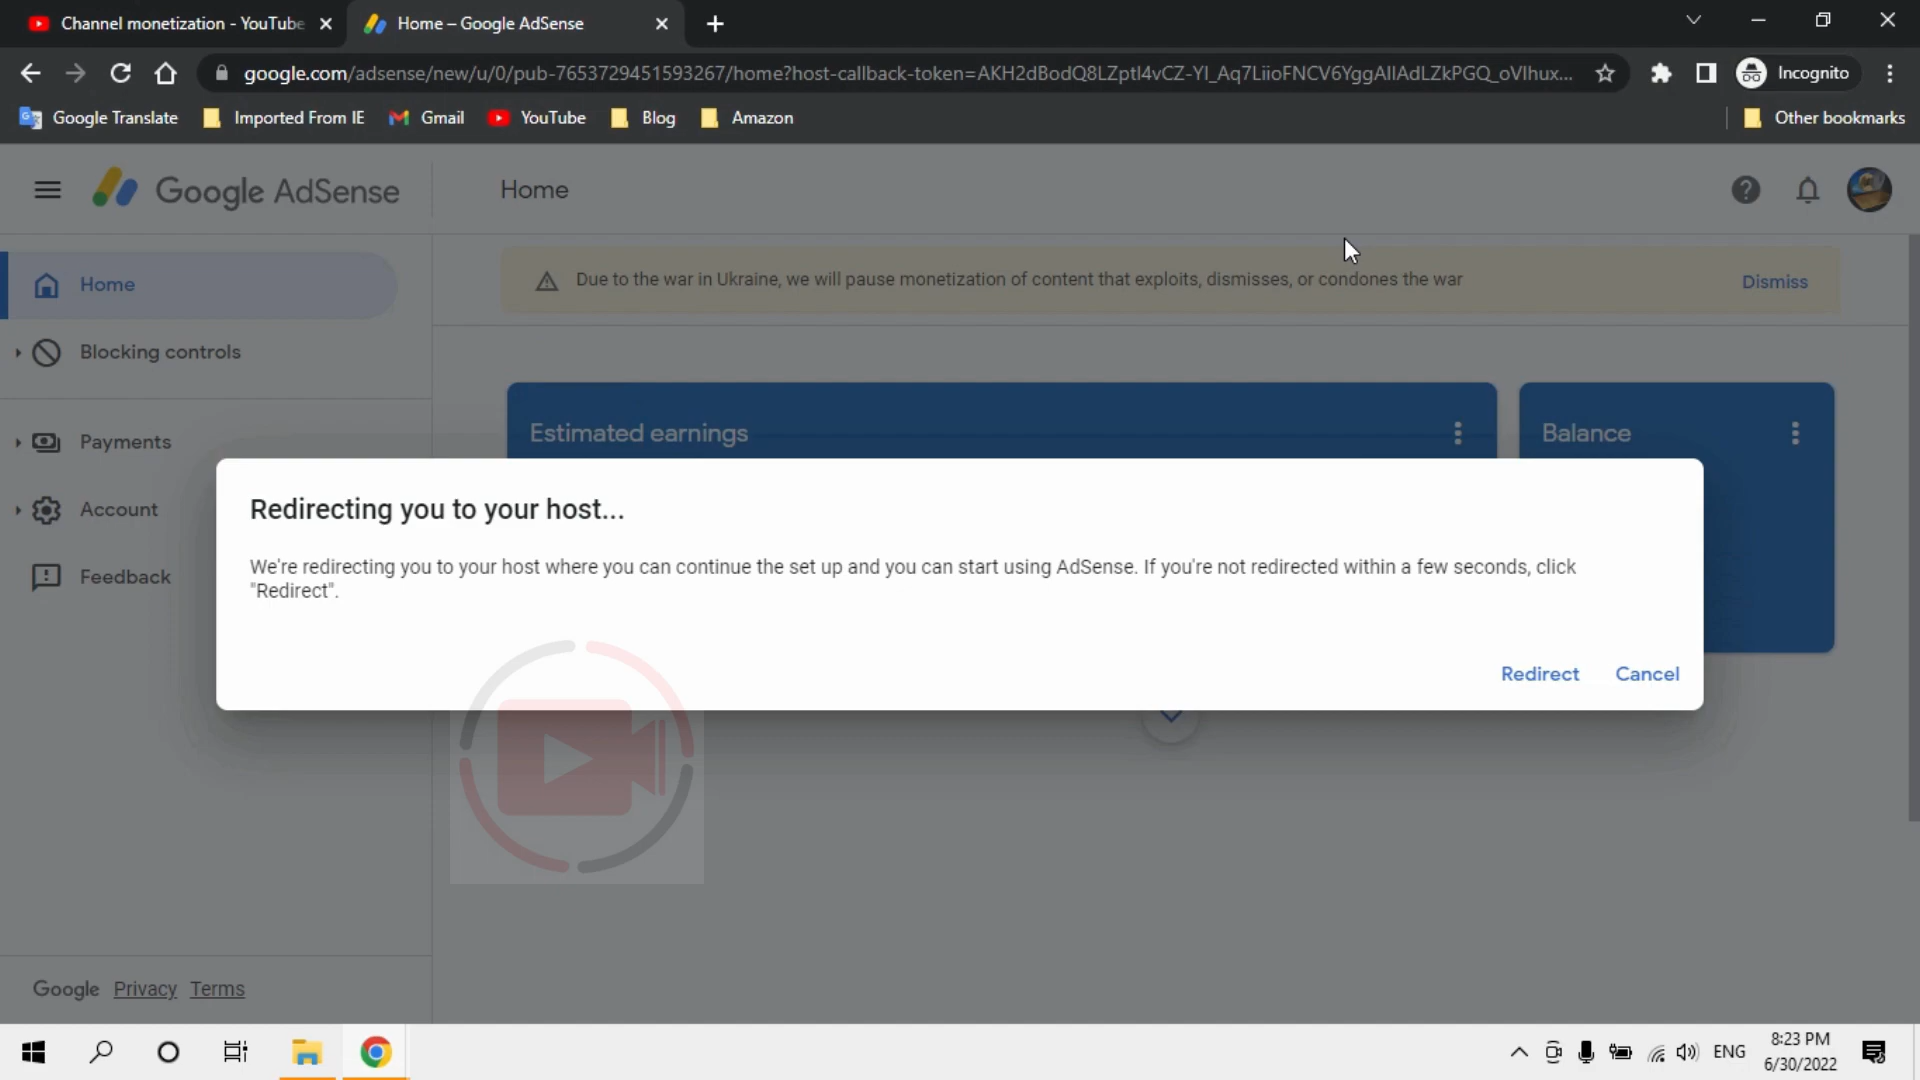 Channel monetization - YouTube
Home – Google AdSense
google.com/adsense/new/u/0/pub-7653729451593267/home?host-callback-token=
Incognito
Google Translate
Imported From IE
Gmail
YouTube
Blog
Amazon
Other bookmarks
Google AdSense
Home
Home
Due to the war in Ukraine, we will pause monetization of content that exploits, dismisses, or condones the war
Dismiss
Blocking controls
Estimated earnings
Balance
Payments
Redirecting you to your host...
Account
We're redirecting you to your host where you can continue the set up and you can start using AdSense. If you're not redirected within a few seconds, click
"Redirect".
Feedback
Redirect
Cancel
Google Privacy Terms
ENG
8:23 PM
6/30/2022